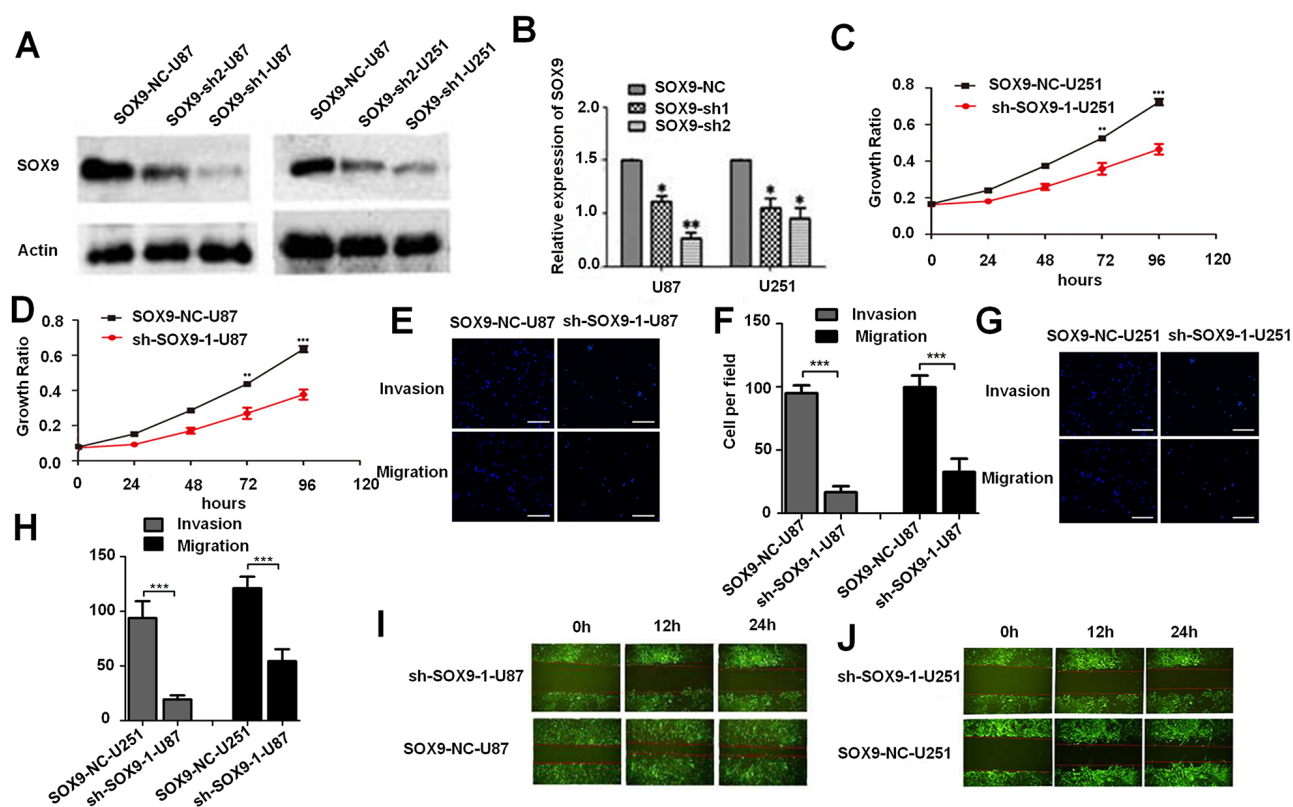 A
SOX9-NC-U87
SOX9-sh2-U87
SOX9-sh1-U87
SOX9-NC-U87
SOX9-sh2-U251
SOX9-sh1-U251
SOX9
Actin
B
SOX9-NC
SOX9-sh1
SOX9-sh2
Relative expression of SOX9
2.0
1.5
1.0
0.0
*
**
*
*
U87
U251
C
SOX9-NC-U251
sh-SOX9-1-U251
Growth Ratio
0.8
0.6
0.4
0.2
0.0
**
***
0
24
48
72
96
120
hours
D
SOX9-NC-U87
sh-SOX9-1-U87
Growth Ratio
0.8
0.6
0.4
0.2
0.0
**
***
0
24
48
72
96
120
hours
E
SOX9-NC-U87
sh-SOX9-1-U87
Invasion
Migration
F
Invasion
Migration
Cell per field
150
100
50
0
***
***
SOX9-NC-U87
sh-SOX9-1-U87
SOX9-NC-U87
sh-SOX9-1-U87
G
SOX9-NC-U251
sh-SOX9-1-U251
Invasion
Migration
H
Invasion
Migration
150
100
50
0
***
***
SOX9-NC-U251
sh-SOX9-1-U87
SOX9-NC-U251
sh-SOX9-1-U87
I
0h
12h
24h
sh-SOX9-1-U87
SOX9-NC-U87
J
0h
12h
24h
sh-SOX9-1-U251
SOX9-NC-U251